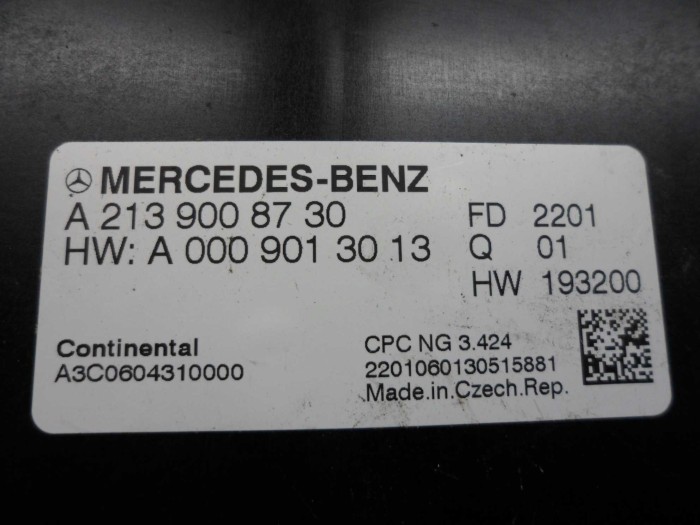 MERCEDES-BENZ
A 213 900 87 30 FD 2201
HW: A 000 901 30 13 Q 01
HW 193200
Continental CPC NG 3.424
A3C0604310000 2201060130515881
Made.in.Czech.Rep.